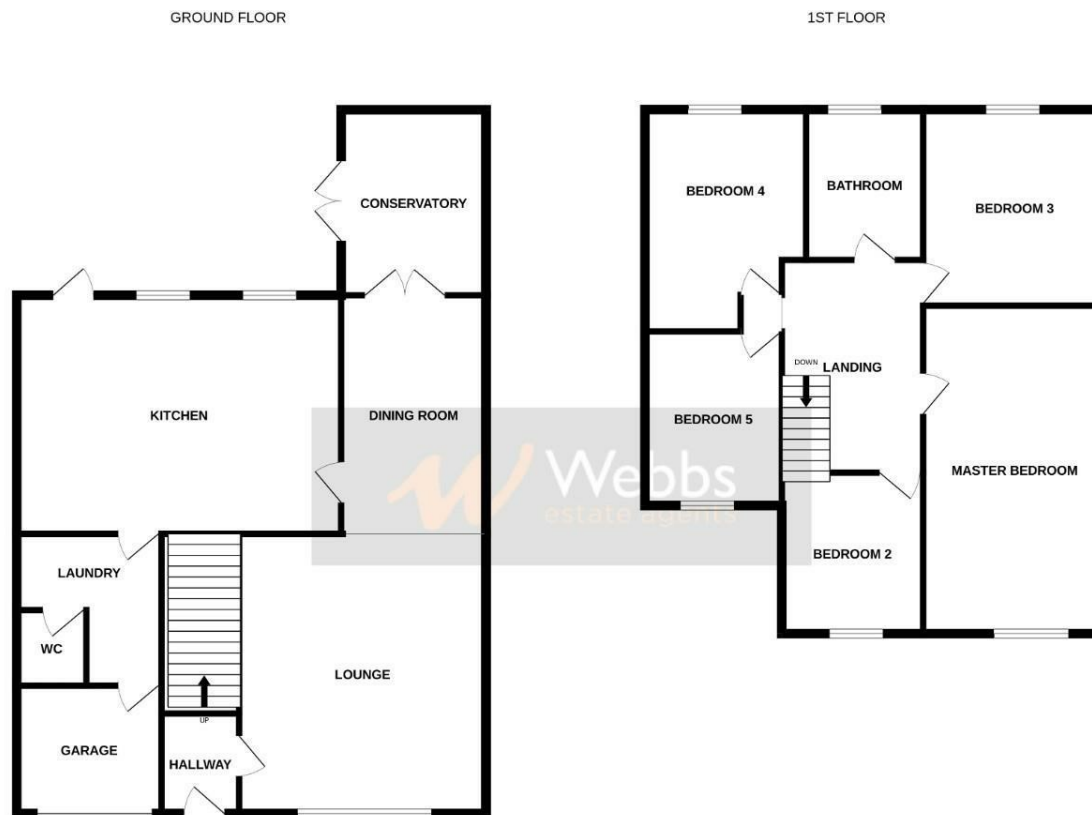 GROUND FLOOR
1ST FLOOR
CONSERVATORY
KITCHEN
DINING ROOM
LAUNDRY
WC
LOUNGE
UP
GARAGE
HALLWAY
BEDROOM 4
BATHROOM
BEDROOM 3
DOWN
LANDING
BEDROOM 5
MASTER BEDROOM
BEDROOM 2
Webbs
estate agents